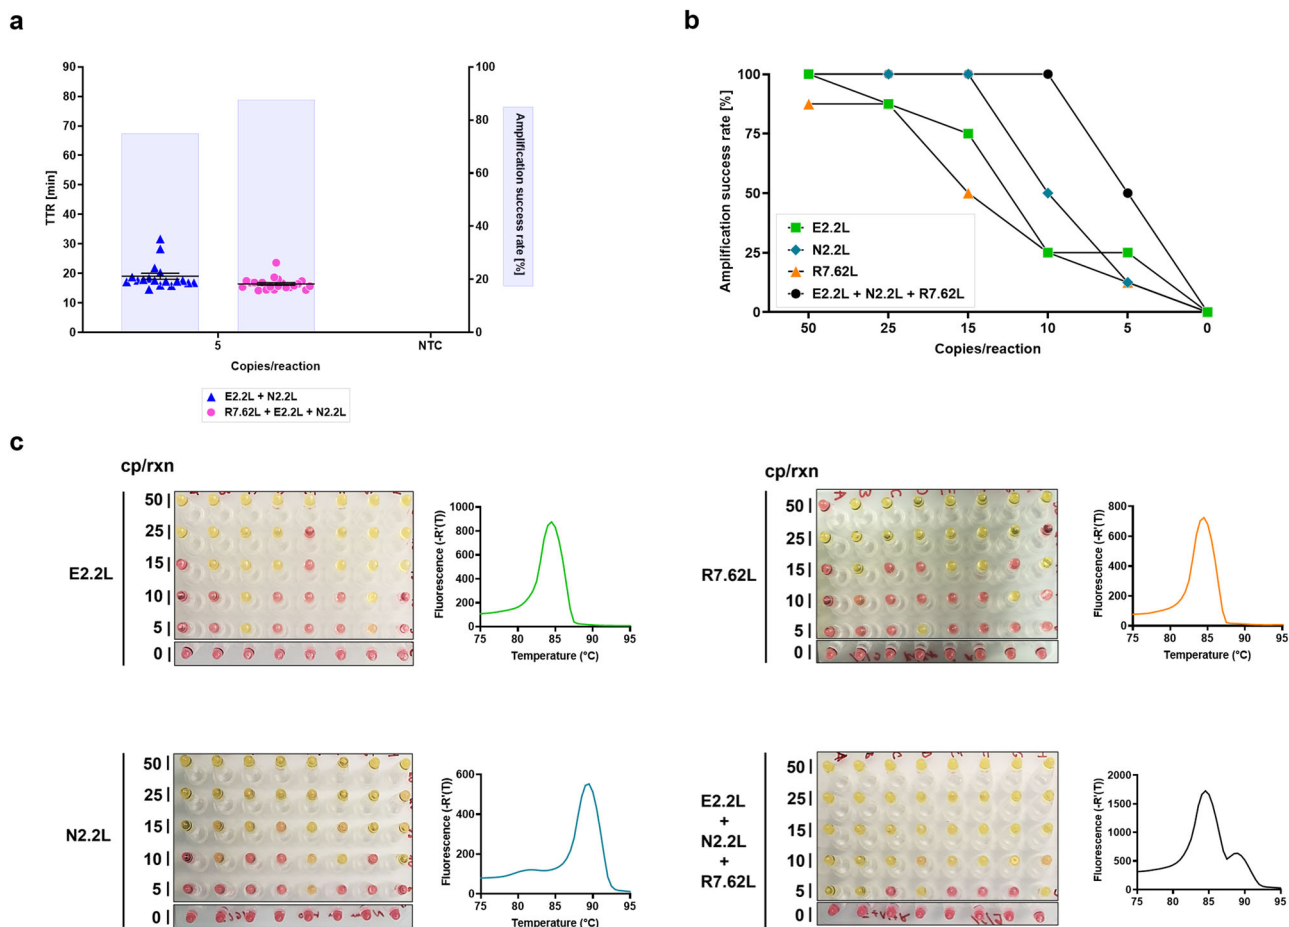 a
90
80
70
60
50
40
30
20
10
0
TTR [min]
100
80
60
40
20
0
Amplification success rate [%]
5
NTC
Copies/reaction
E2.2L + N2.2L
R7.62L + E2.2L + N2.2L
b
100
75
50
25
0
Amplification success rate [%]
E2.2L
N2.2L
R7.62L
E2.2L + N2.2L + R7.62L
50 25 15 10 5 0
Copies/reaction
c
cp/rxn
E2.2L
50
25
15
10
5
0
Fluorescence (-R'(T))
1000
800
600
400
200
0
75 80 85 90 95
Temperature (°C)
cp/rxn
R7.62L
50
25
15
10
5
0
A
B
C
D
Fluorescence (-R'(T))
800
600
400
200
0
75 80 85 90 95
Temperature (°C)
N2.2L
50
25
15
10
5
0
Fluorescence (-R'(T))
600
400
200
0
75 80 85 90 95
Temperature (°C)
E2.2L
+
N2.2L
+
R7.62L
50
25
15
10
5
0
A
B
C
D
G
H
Fluorescence (-R'(T))
2000
1500
1000
500
0
75 80 85 90 95
Temperature (°C)